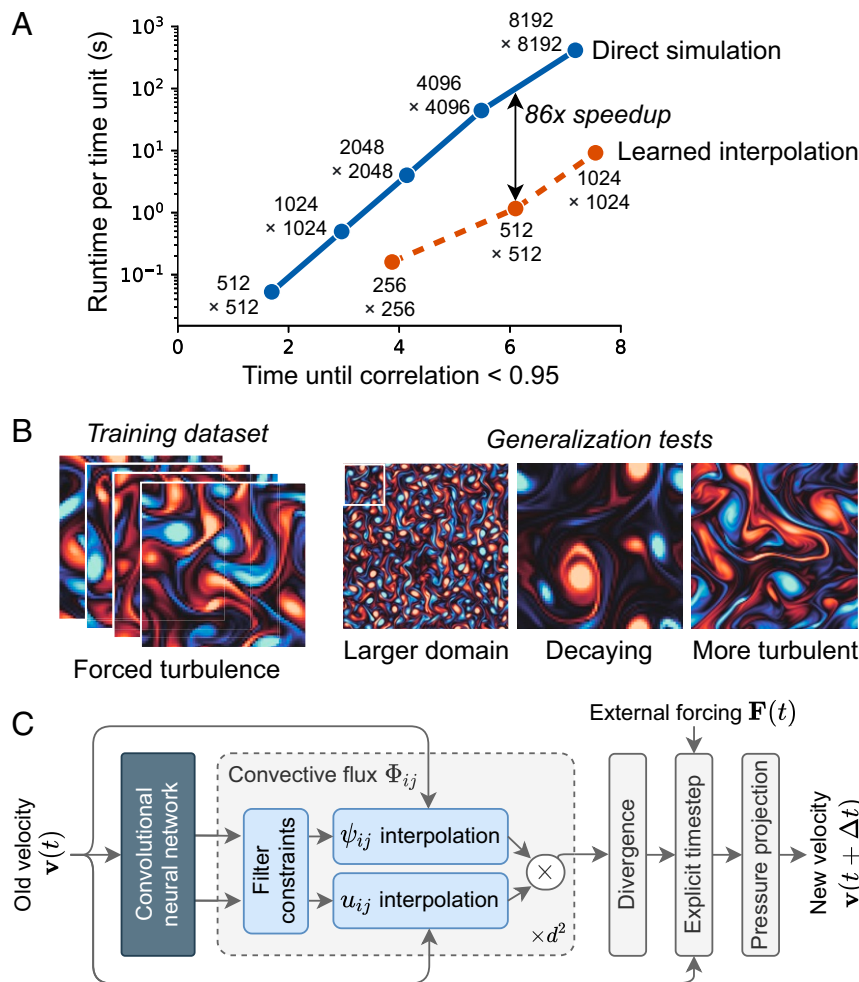 A
Runtime per time unit (s)
10³
10²
10¹
10⁰
10⁻¹
0
2
4
6
8
Time until correlation < 0.95
512
× 512
1024
× 1024
2048
× 2048
4096
× 4096
8192
× 8192
Direct simulation
86x speedup
Learned interpolation
256
× 256
512
× 512
1024
× 1024
B
Training dataset
Generalization tests
Forced turbulence
Larger domain
Decaying
More turbulent
C
External forcing F(t)
Old velocity
v(t)
Convolutional
neural network
Convective flux Φij
Filter
constraints
ψij interpolation
uij interpolation
×
×d²
Divergence
Explicit timestep
Pressure projection
New velocity
v(t + Δt)